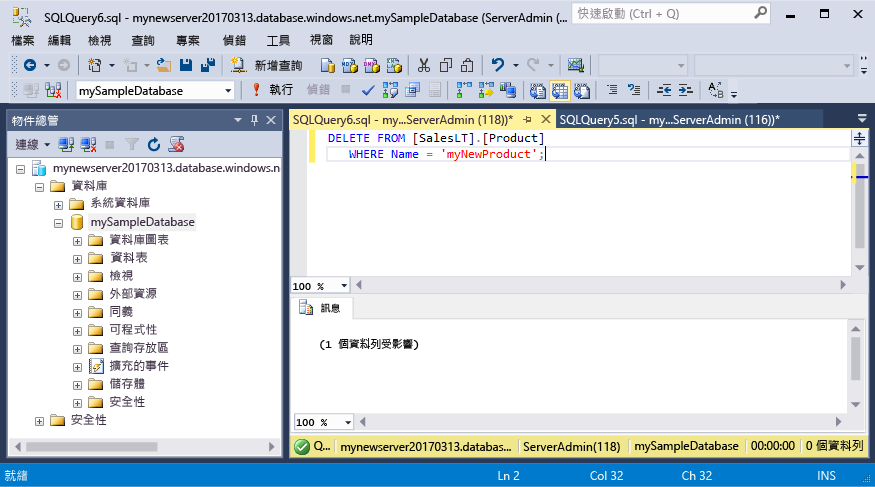 SQLQuery6.sql - mynewserver20170313.database.windows.net.mySampleDatabase (ServerAdmin (...
快速啟動 (Ctrl + Q)
檔案 編輯 檢視 查詢 專案 偵錯 工具 視窗 說明
新增查詢
mySampleDatabase 執行 偵錯
物件總管
連線
mynewserver20170313.database.windows.n
資料庫
系統資料庫
mySampleDatabase
資料庫圖表
資料表
檢視
外部資源
同義
可程式性
查詢存放區
擴充的事件
儲存體
安全性
安全性
SQLQuery6.sql - my...ServerAdmin (118))* SQLQuery5.sql - my...ServerAdmin (116))*
DELETE FROM [SalesLT].[Product]
WHERE Name = 'myNewProduct';
100 %
訊息
(1 個資料列受影響)
100 %
Q... mynewserver20170313.databas... ServerAdmin(118) mySampleDatabase 00:00:00 0 個資料列
就緒 Ln 2 Col 32 Ch 32 INS